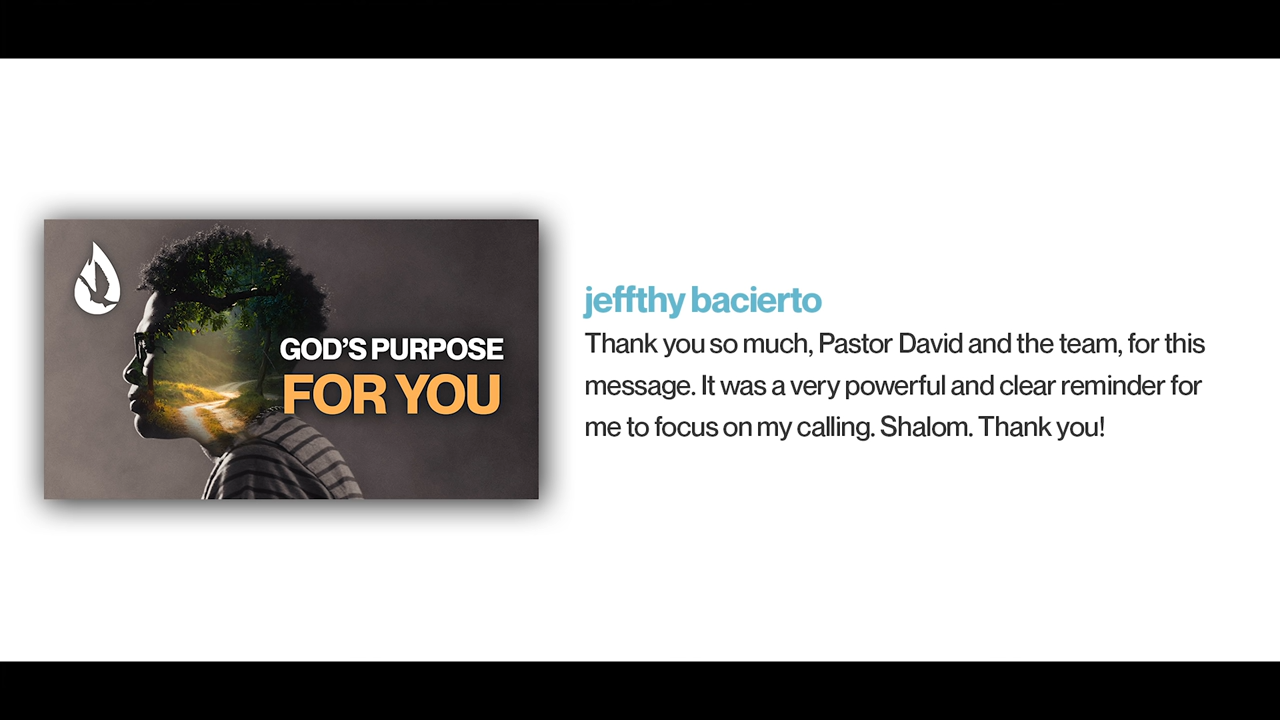 GOD'S PURPOSE
FOR YOU
jeffthy bacierto
Thank you so much, Pastor David and the team, for this
message. It was a very powerful and clear reminder for
me to focus on my calling. Shalom. Thank you!